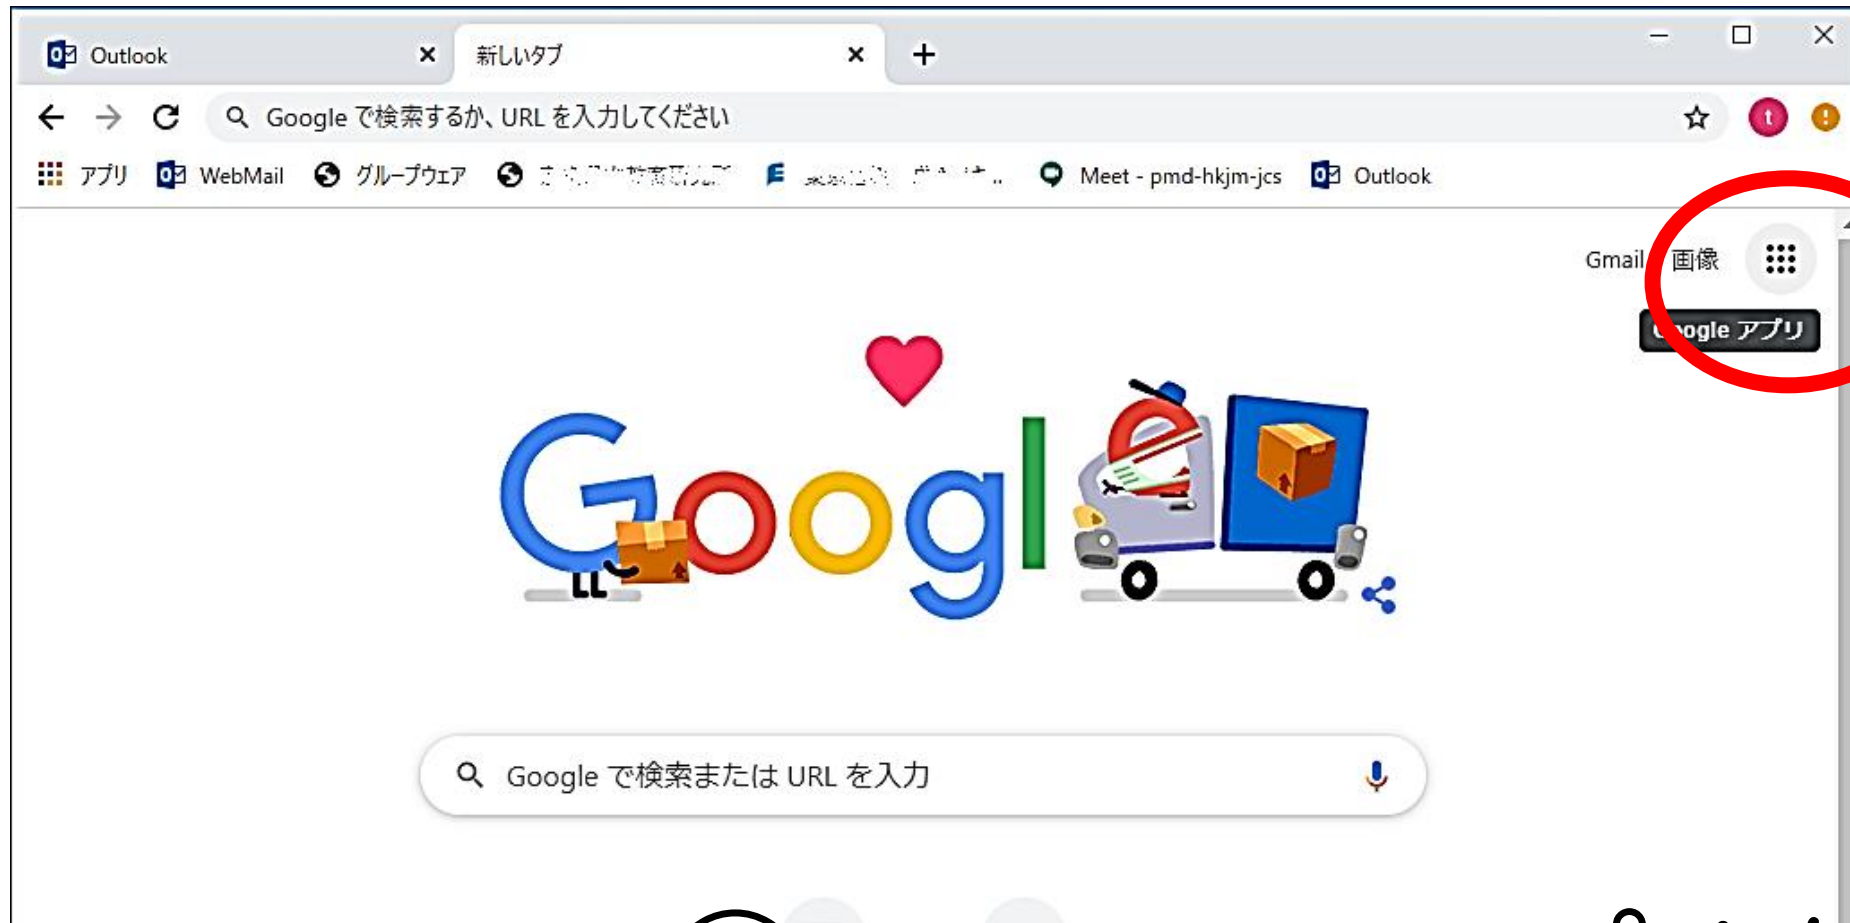 Outlook
新しいタブ
Google で検索するか、URL を入力してください
t
アプリ WebMail グループウェア Meet - pmd-hkjm-jcs Outlook
Gmail 画像
Google アプリ
Google
Google で検索または URL を入力